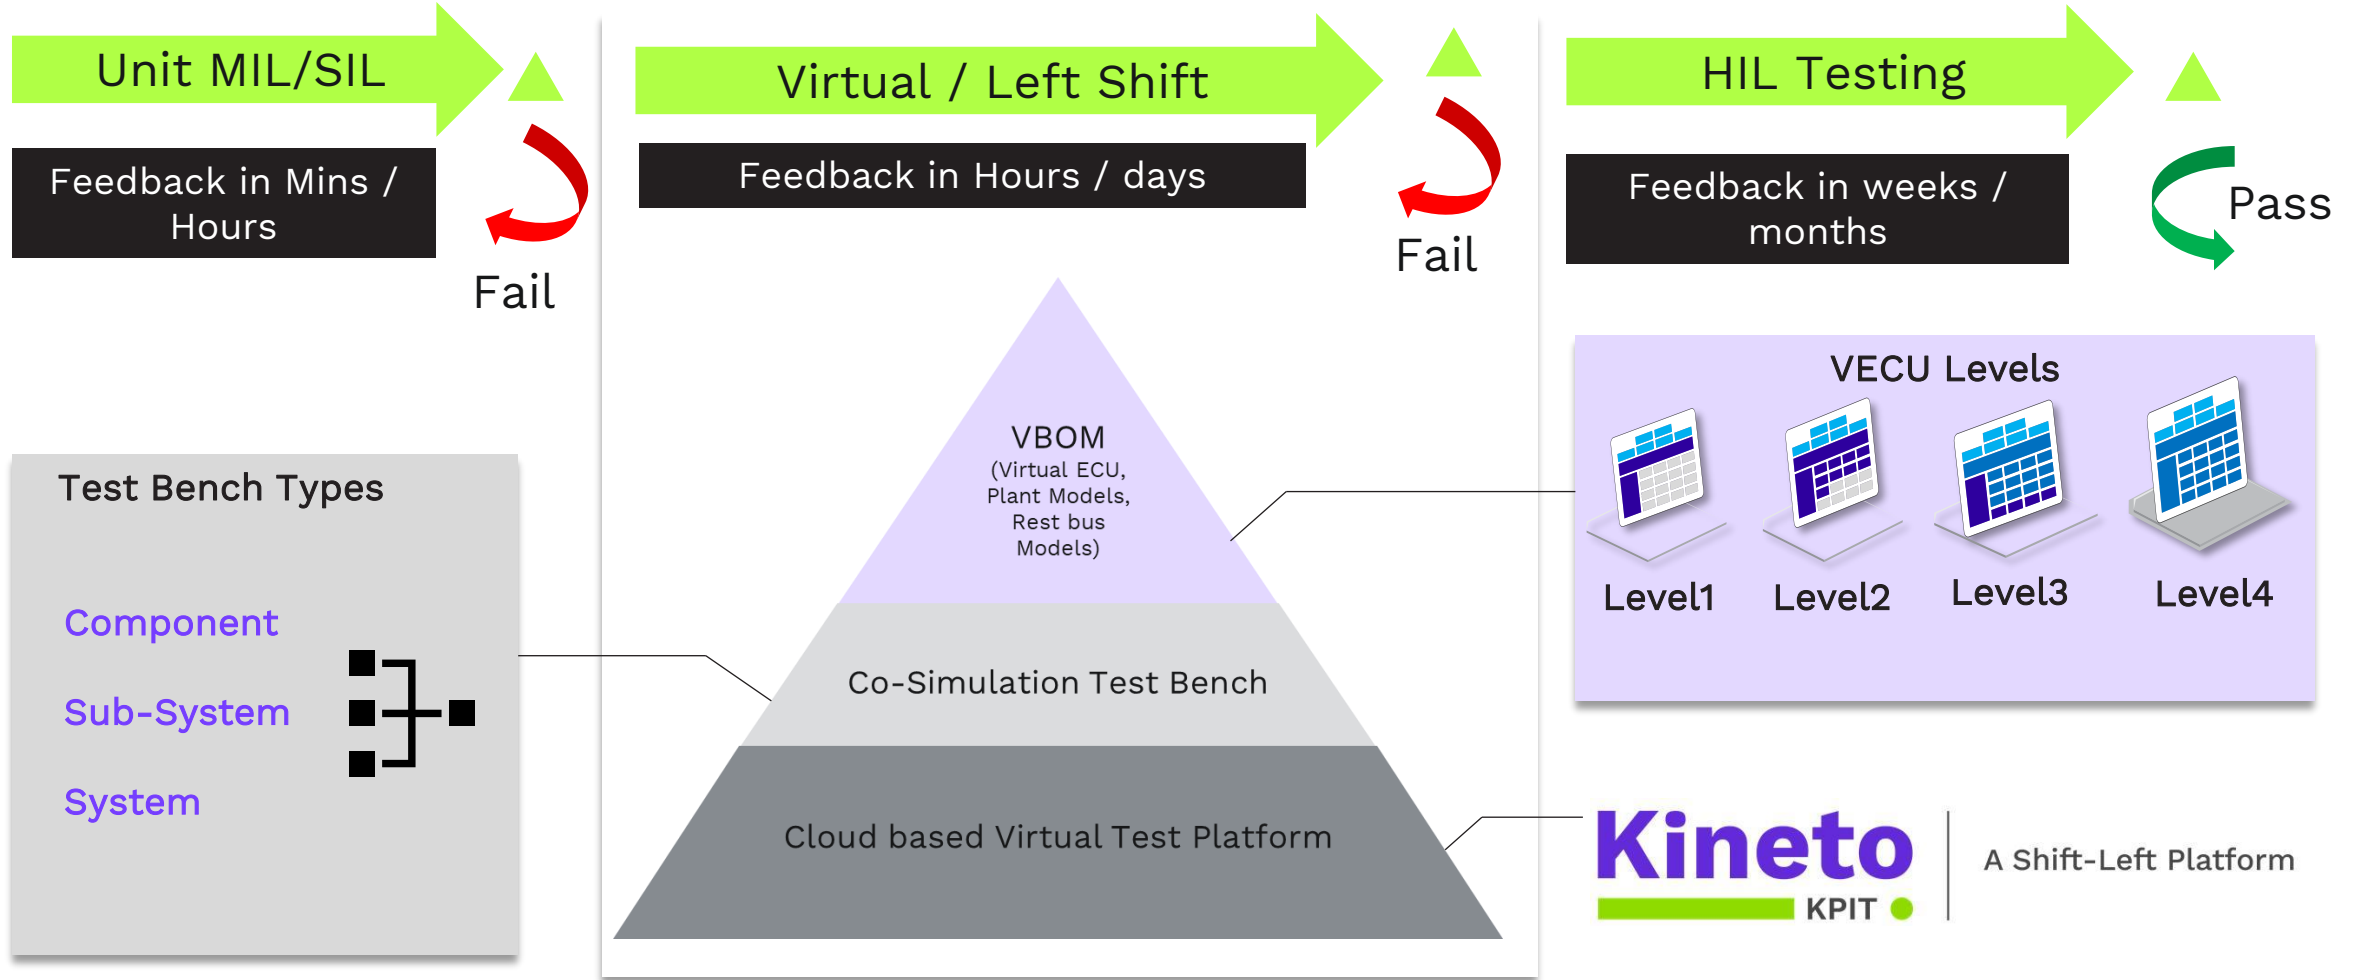 Unit MIL/SIL
Feedback in Mins /
Hours
Fail
Virtual / Left Shift
Feedback in Hours / days
Fail
HIL Testing
Feedback in weeks /
months
Pass
Test Bench Types
Component
Sub-System
System
VBOM
(Virtual ECU,
Plant Models,
Rest bus
Models)
Co-Simulation Test Bench
Cloud based Virtual Test Platform
VECU Levels
Level1
Level2
Level3
Level4
Kineto
KPIT
A Shift-Left Platform